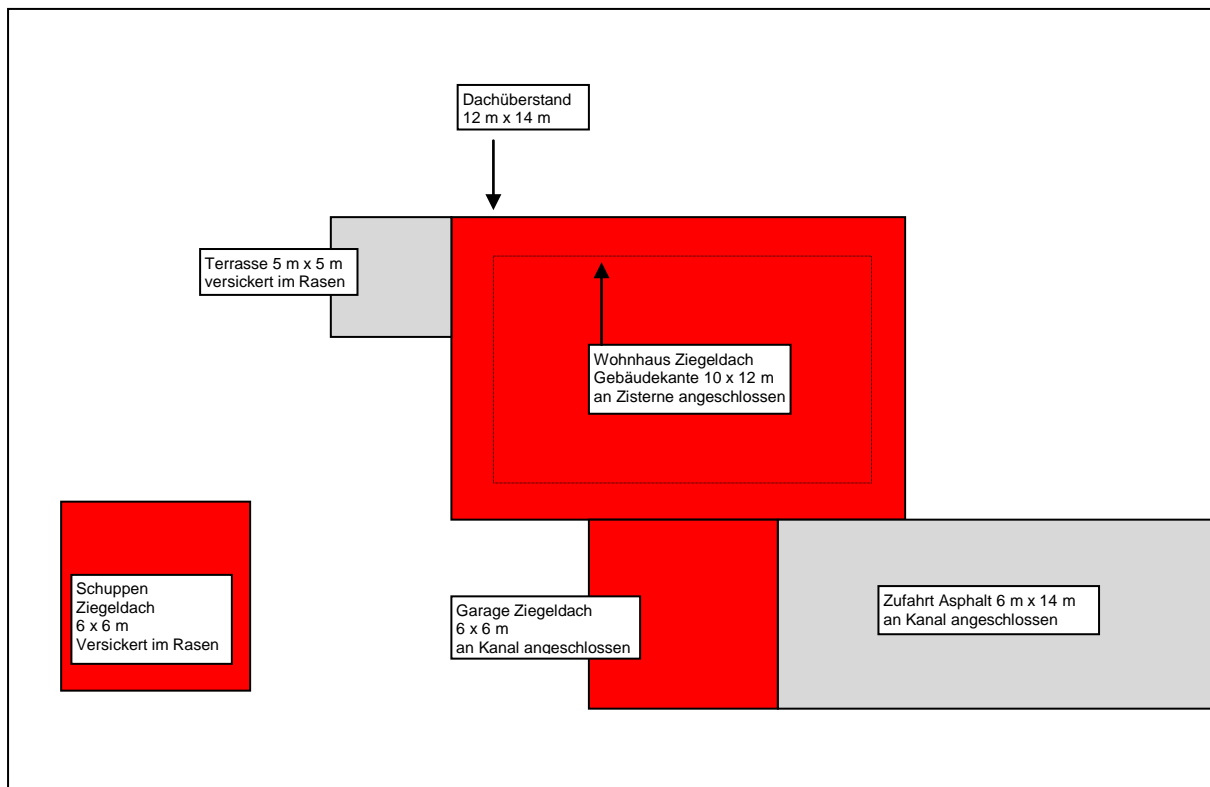 Dachüberstand
12 m x 14 m
Terrasse 5 m x 5 m
versickert im Rasen
Wohnhaus Ziegeldach
Gebäudekante 10 x 12 m
an Zisterne angeschlossen
Schuppen
Ziegeldach
6 x 6 m
Versickert im Rasen
Garage Ziegeldach
6 x 6 m
an Kanal angeschlossen
Zufahrt Asphalt 6 m x 14 m
an Kanal angeschlossen